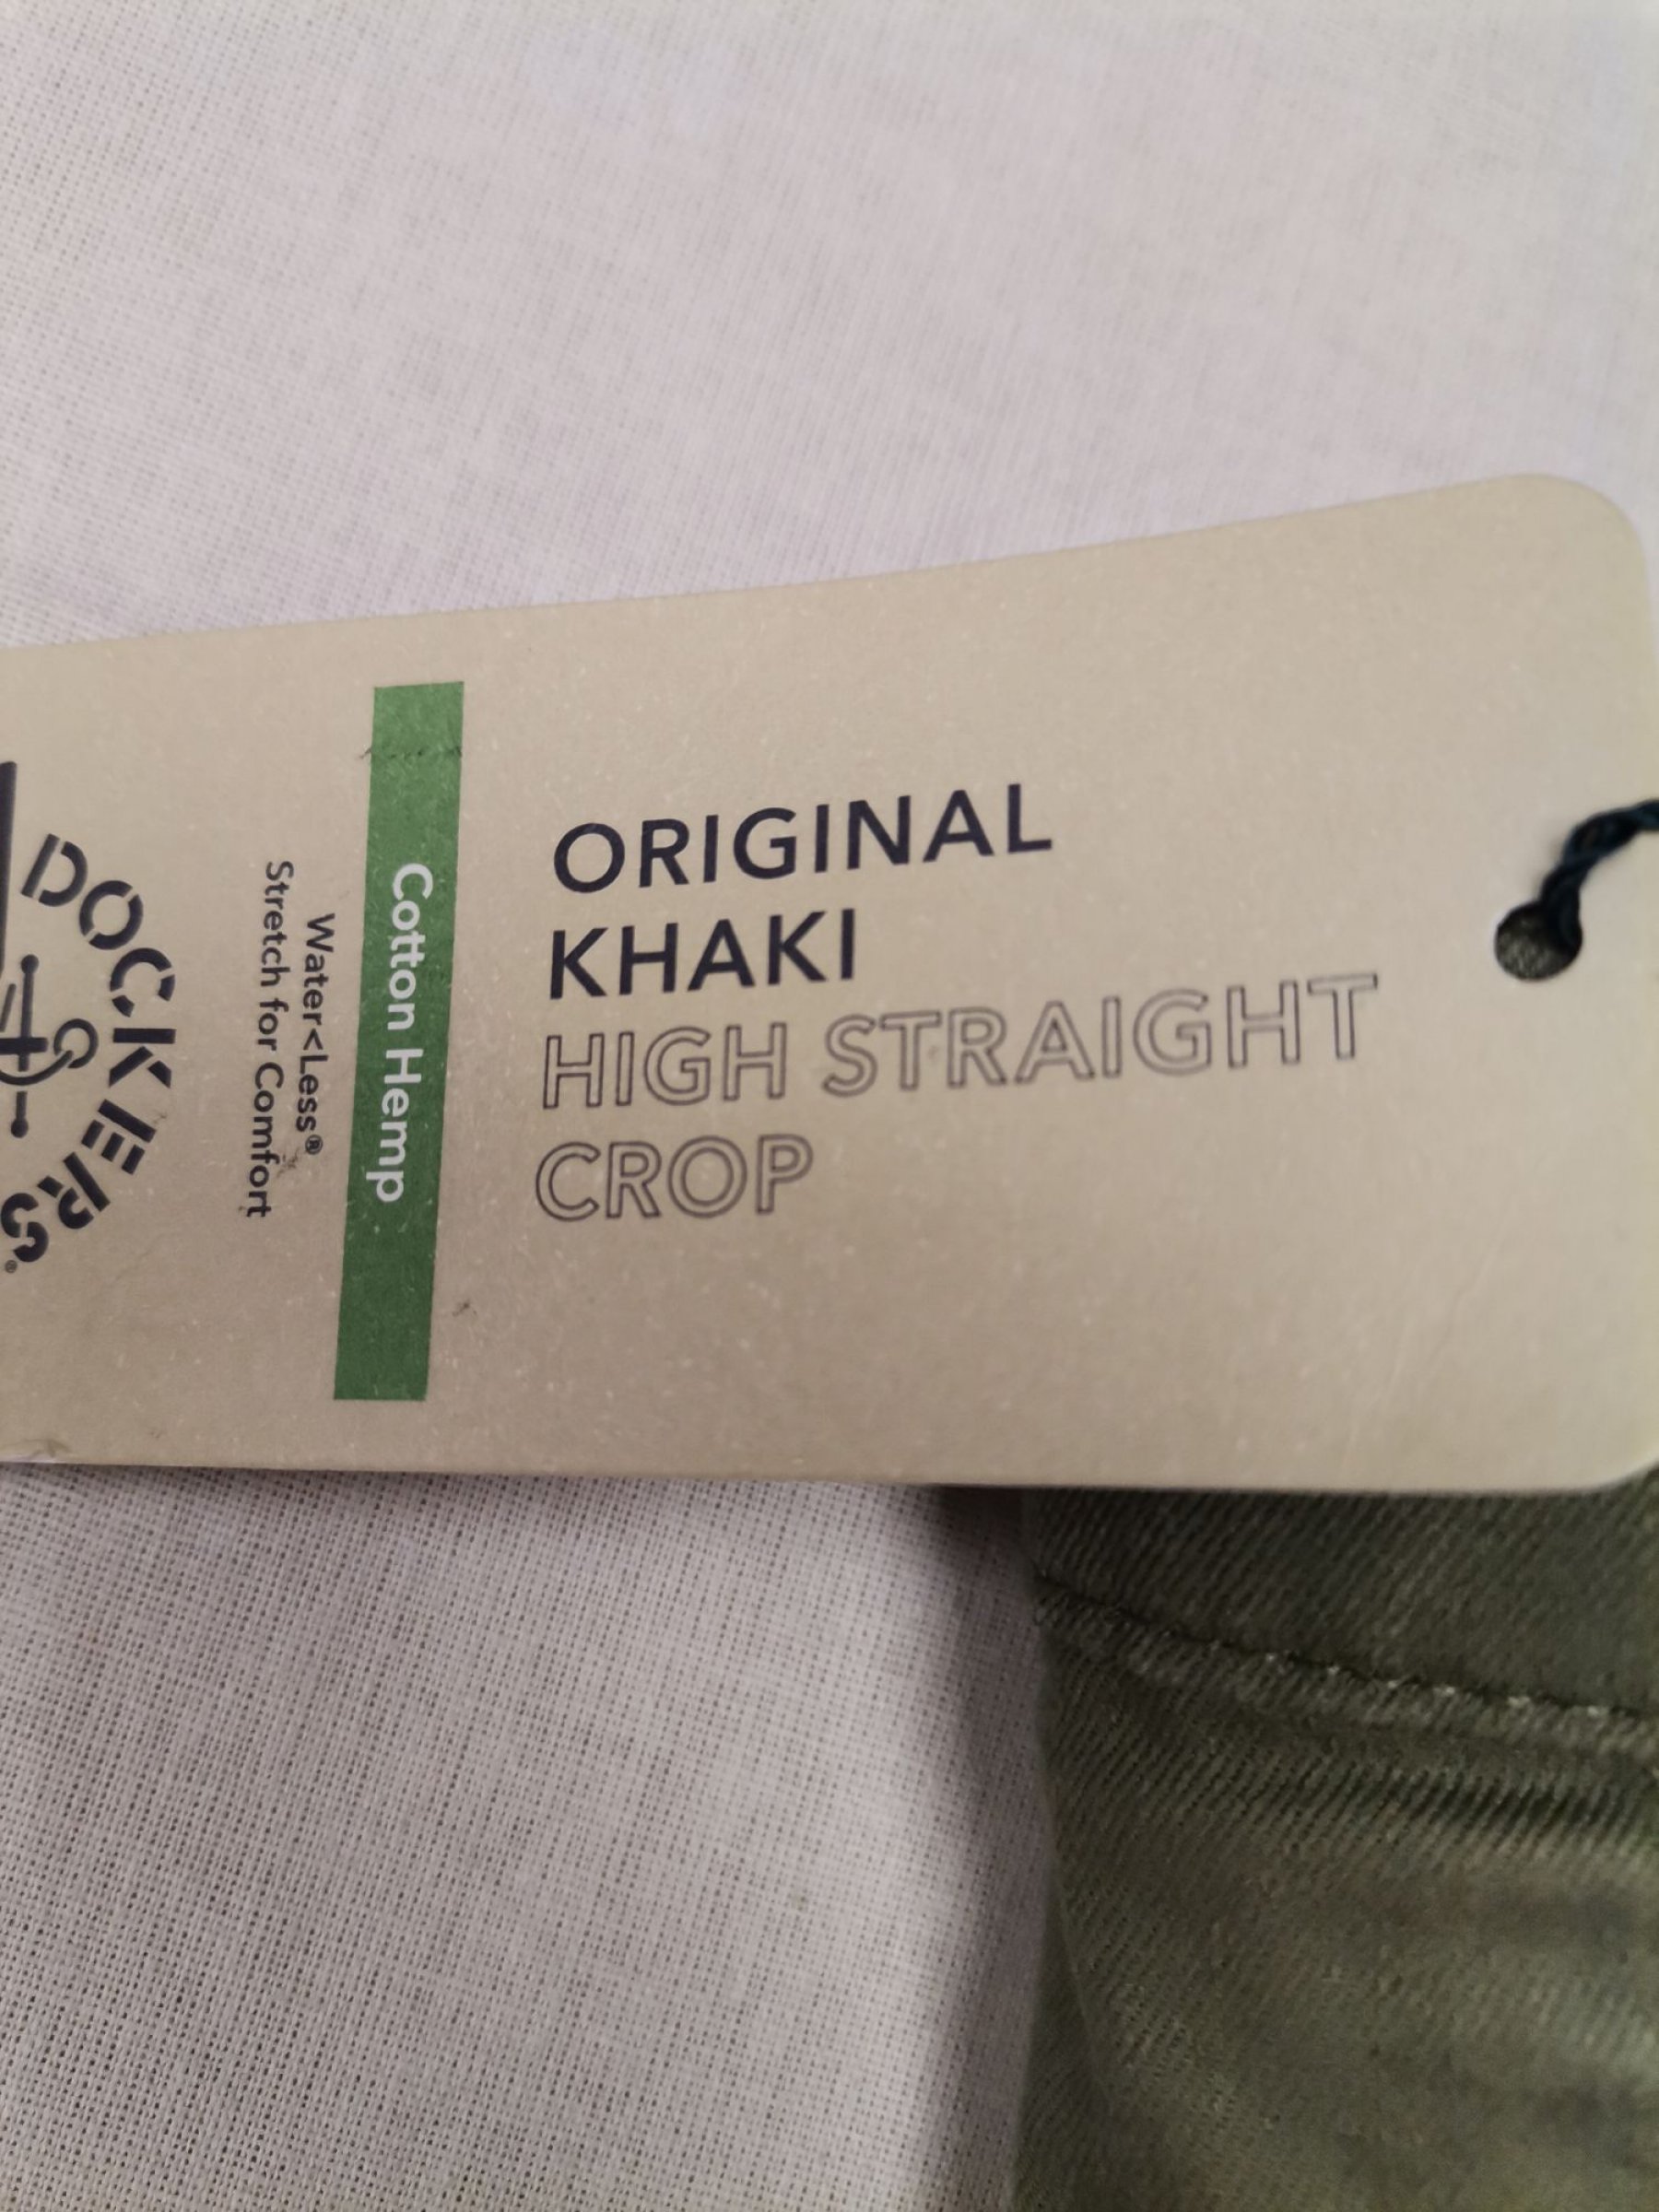 ORIGINAL
KHAKI
HIGH STRAIGHT
CROP
Cotton Hemp
Water<Less®
Stretch for Comfort
DOCKERS®